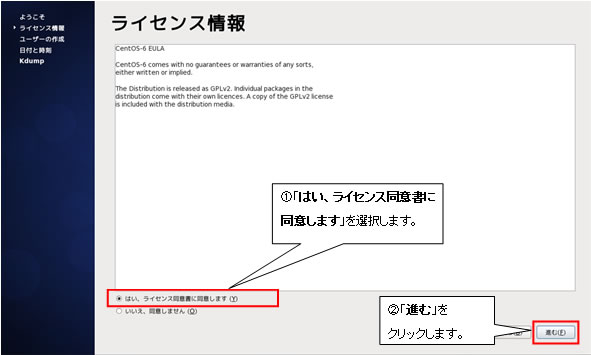 ようこそ
ライセンス情報
ユーザーの作成
日付と時刻
Kdump
ライセンス情報
CentOS-6 EULA
CentOS-6 comes with no guarantees or warranties of any sorts,
either written or implied.
The Distribution is released as GPLv2. Individual packages in the
distribution come with their own licences. A copy of the GPLv2 license
is included with the distribution media.
①「はい、ライセンス同意書に
同意します」を選択します。
はい、ライセンス同意書に同意します (Y)
いいえ、同意しません (O)
②「進む」を
クリックします。
進む(F)